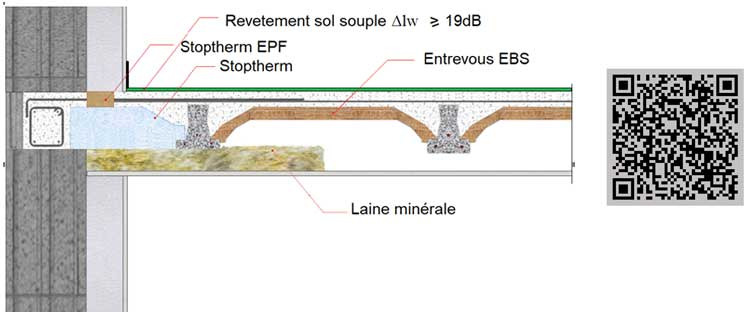 Revetement sol souple Δlw ≥ 19dB
Stoptherm EPF
Stoptherm
Entrevous EBS
Laine minérale